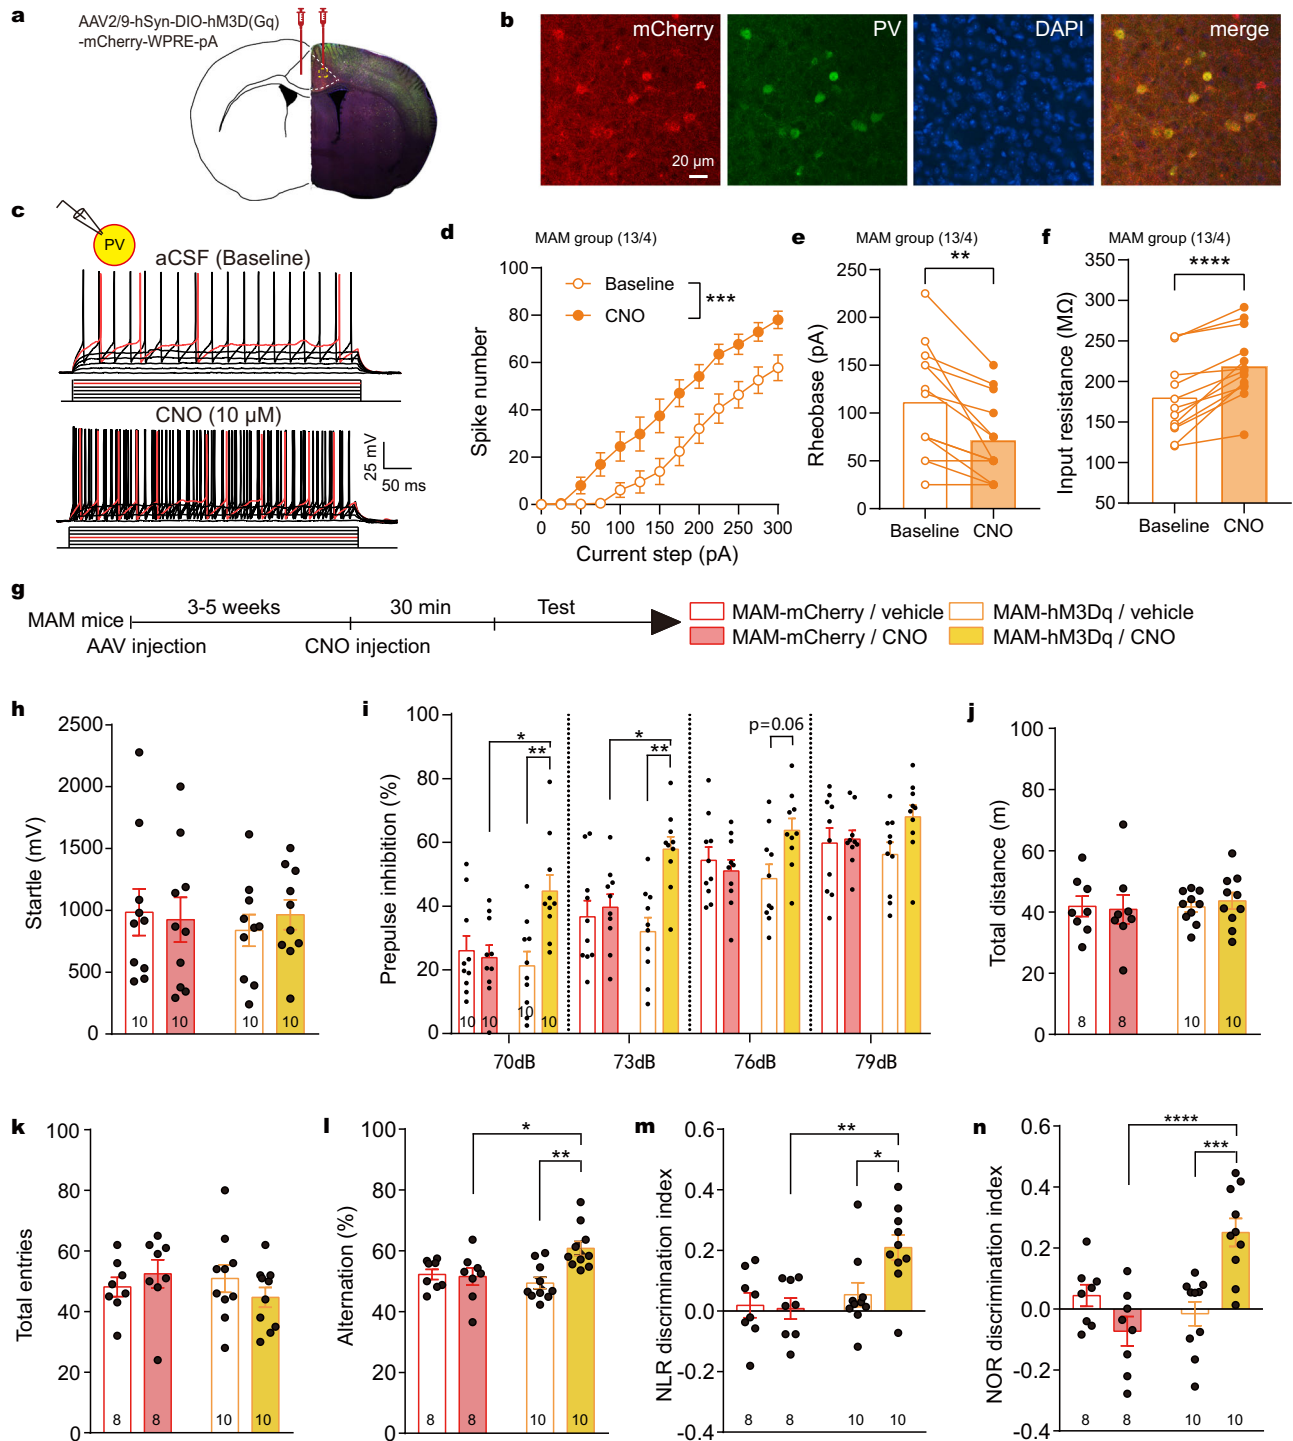 a
AAV2/9-hSyn-DIO-hM3D(Gq)
-mCherry-WPRE-pA
b
mCherry
PV
DAPI
merge
20 µm
c
PV
aCSF (Baseline)
CNO (10 µM)
25 mV
50 ms
d
MAM group (13/4)
Baseline
CNO
***
Spike number
100
80
60
40
20
0
0 50 100 150 200 250 300
Current step (pA)
e
MAM group (13/4)
**
Rheobase (pA)
250
200
150
100
50
0
Baseline CNO
f
MAM group (13/4)
****
Input resistance (MΩ)
350
300
250
200
150
100
50
Baseline CNO
g
MAM mice
3-5 weeks
30 min
Test
AAV injection
CNO injection
MAM-mCherry / vehicle
MAM-hM3Dq / vehicle
MAM-mCherry / CNO
MAM-hM3Dq / CNO
h
Startle (mV)
2500
2000
1500
1000
500
0
10 10 10 10
i
Prepulse inhibition (%)
100
80
60
40
20
0
* ** * ** p=0.06
10 10 10 10
70dB 73dB 76dB 79dB
j
Total distance (m)
100
80
60
40
20
0
8 8 10 10
k
Total entries
100
80
60
40
20
0
8 8 10 10
l
Alternation (%)
100
80
60
40
20
0
*
**
8 8 10 10
m
NLR discrimination index
0.6
0.4
0.2
0.0
-0.2
-0.4
**
*
8 8 10 10
n
NOR discrimination index
0.6
0.4
0.2
0.0
-0.2
-0.4
****
***
8 8 10 10